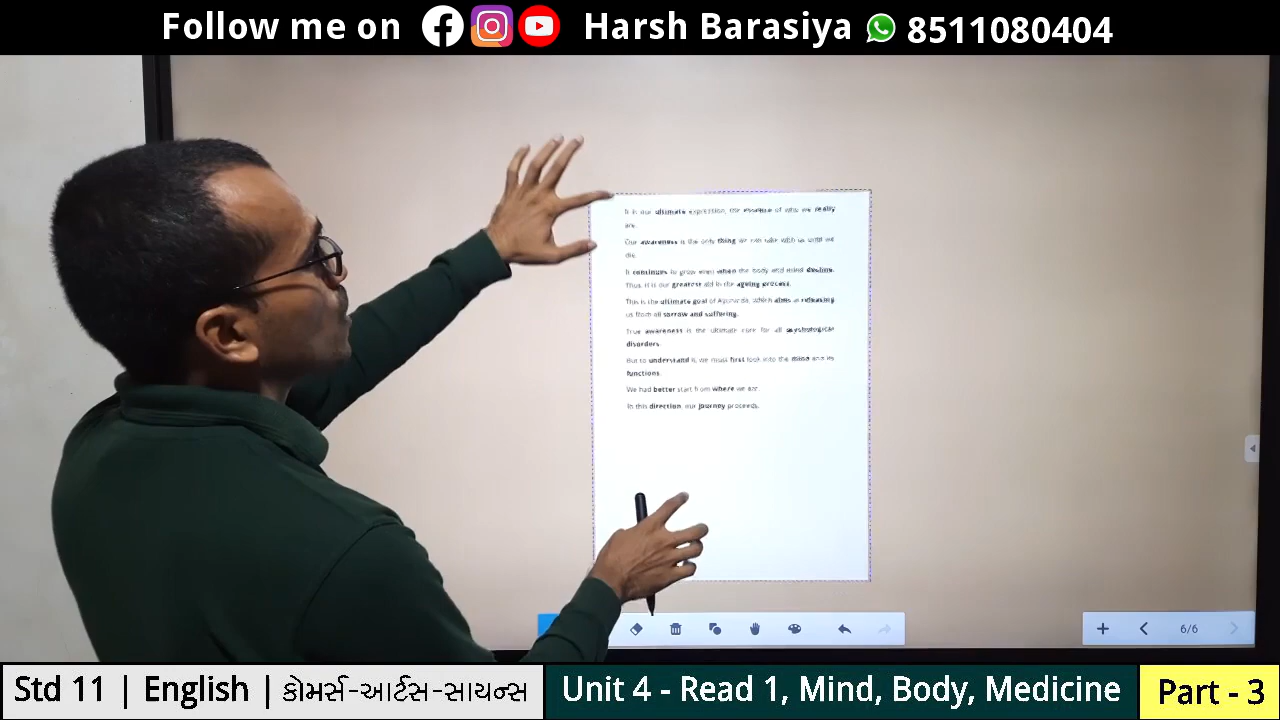 Follow me on Harsh Barasiya 8511080404
It is our ultimate expression, the essence of who we really
are.
Our awareness is the only thing we can take with us until we
die.
It continues to grow even when the body and mind decline.
Thus, it is our greatest aid in the ageing process.
This is the ultimate goal of Ayurveda, which aims at releasing
us from all sorrow and suffering.
True awareness is the ultimate cure for all psychological
disorders.
But to understand it, we must first look into the mind and its
functions.
We had better start from where we are.
In this direction, our journey proceeds.
6/6
Std 11 | English | કોમર્સ-આર્ટસ-સાયન્સ
Unit 4 - Read 1, Mind, Body, Medicine
Part - 3